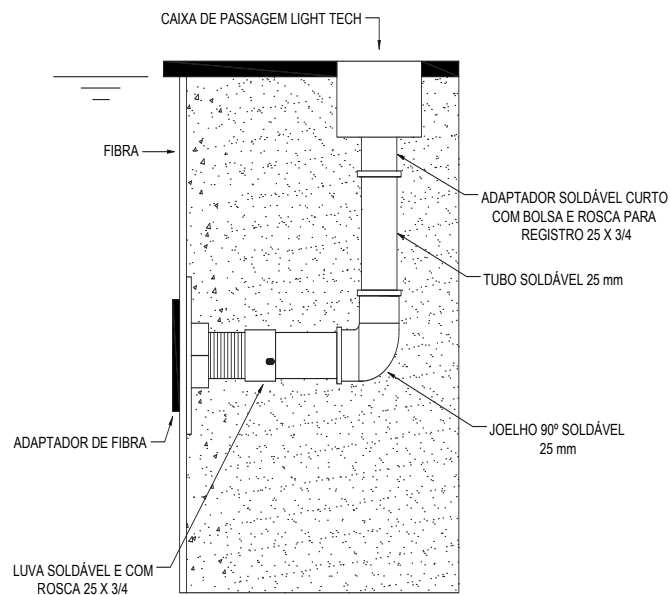 CAIXA DE PASSAGEM LIGHT TECH
FIBRA
ADAPTADOR SOLDÁVEL CURTO
COM BOLSA E ROSCA PARA
REGISTRO 25 X 3/4
TUBO SOLDÁVEL 25 mm
JOELHO 90º SOLDÁVEL
25 mm
ADAPTADOR DE FIBRA
LUVA SOLDÁVEL E COM
ROSCA 25 X 3/4